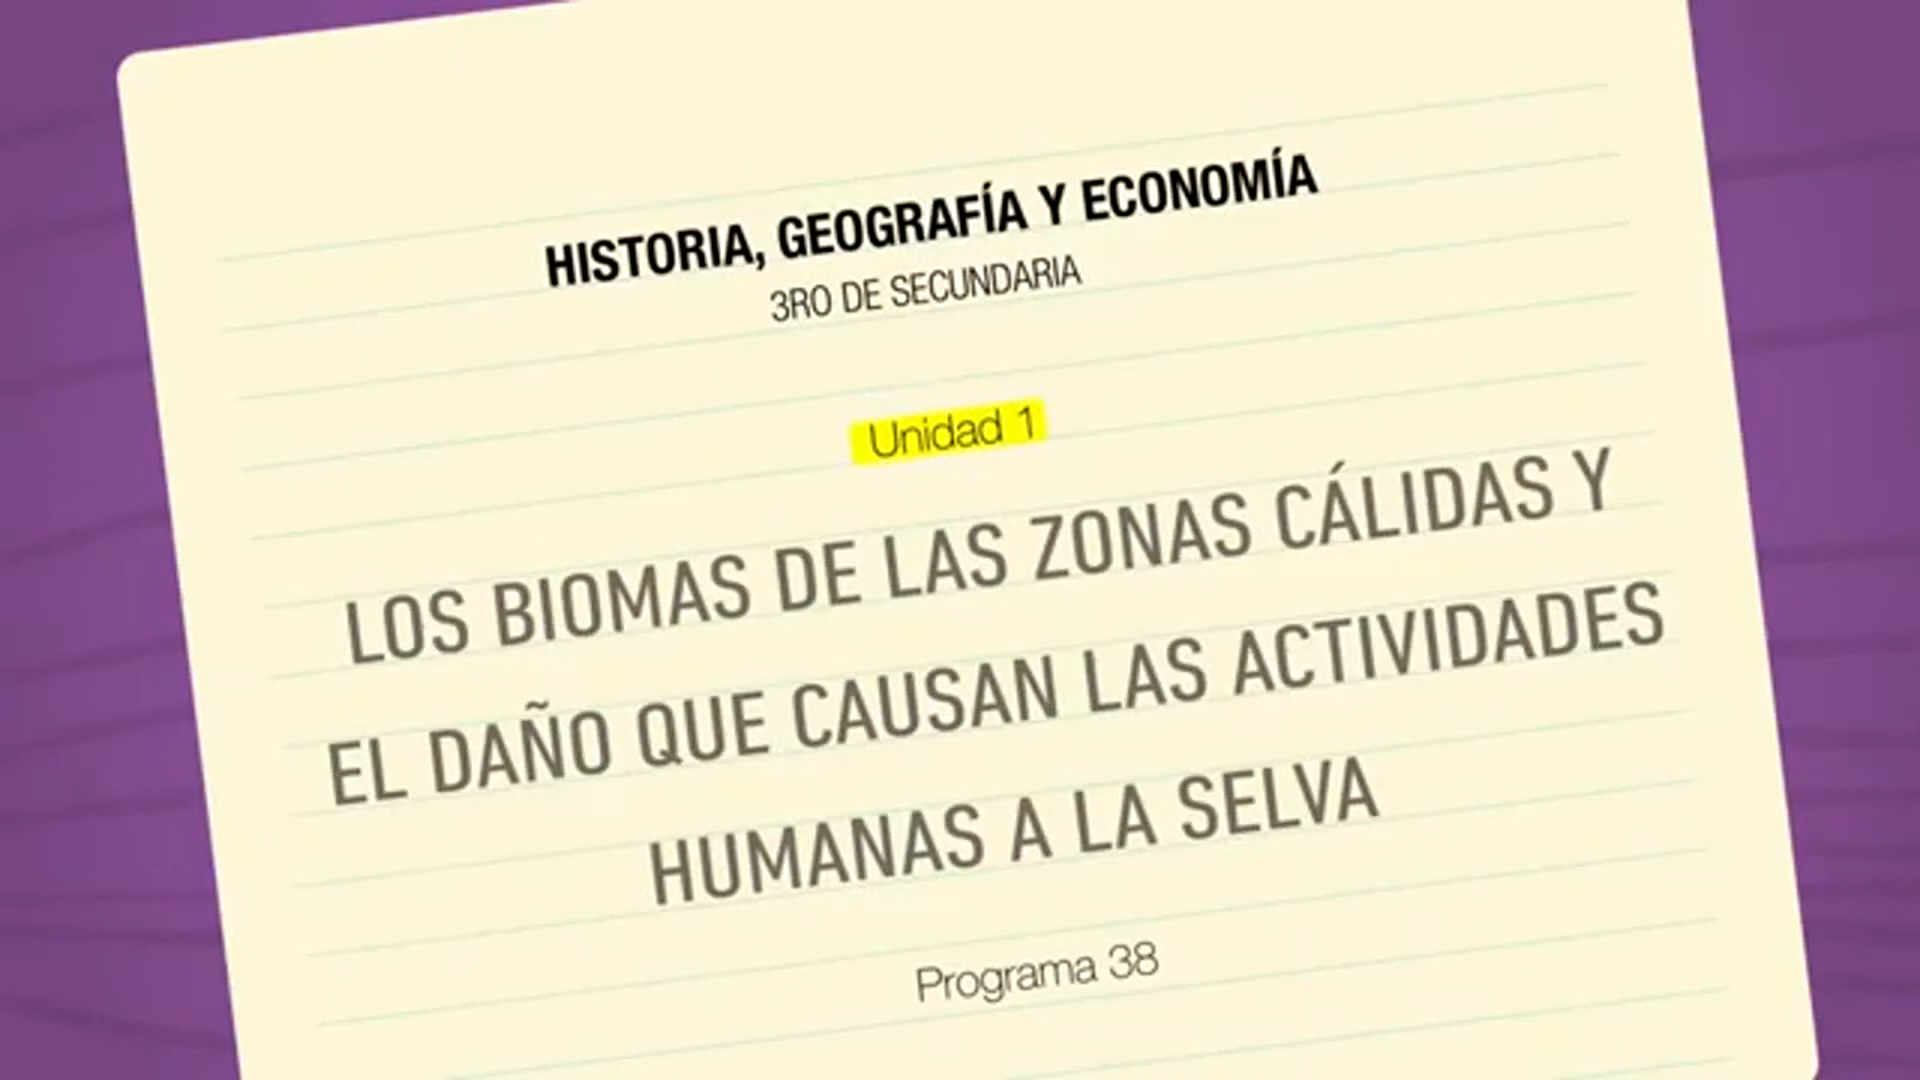 HISTORIA, GEOGRAFÍA Y ECONOMÍA
3RO DE SECUNDARIA
Unidad 1
LOS BIOMAS DE LAS ZONAS CÁLIDAS Y
EL DAÑO QUE CAUSAN LAS ACTIVIDADES
HUMANAS A LA SELVA
Programa 38